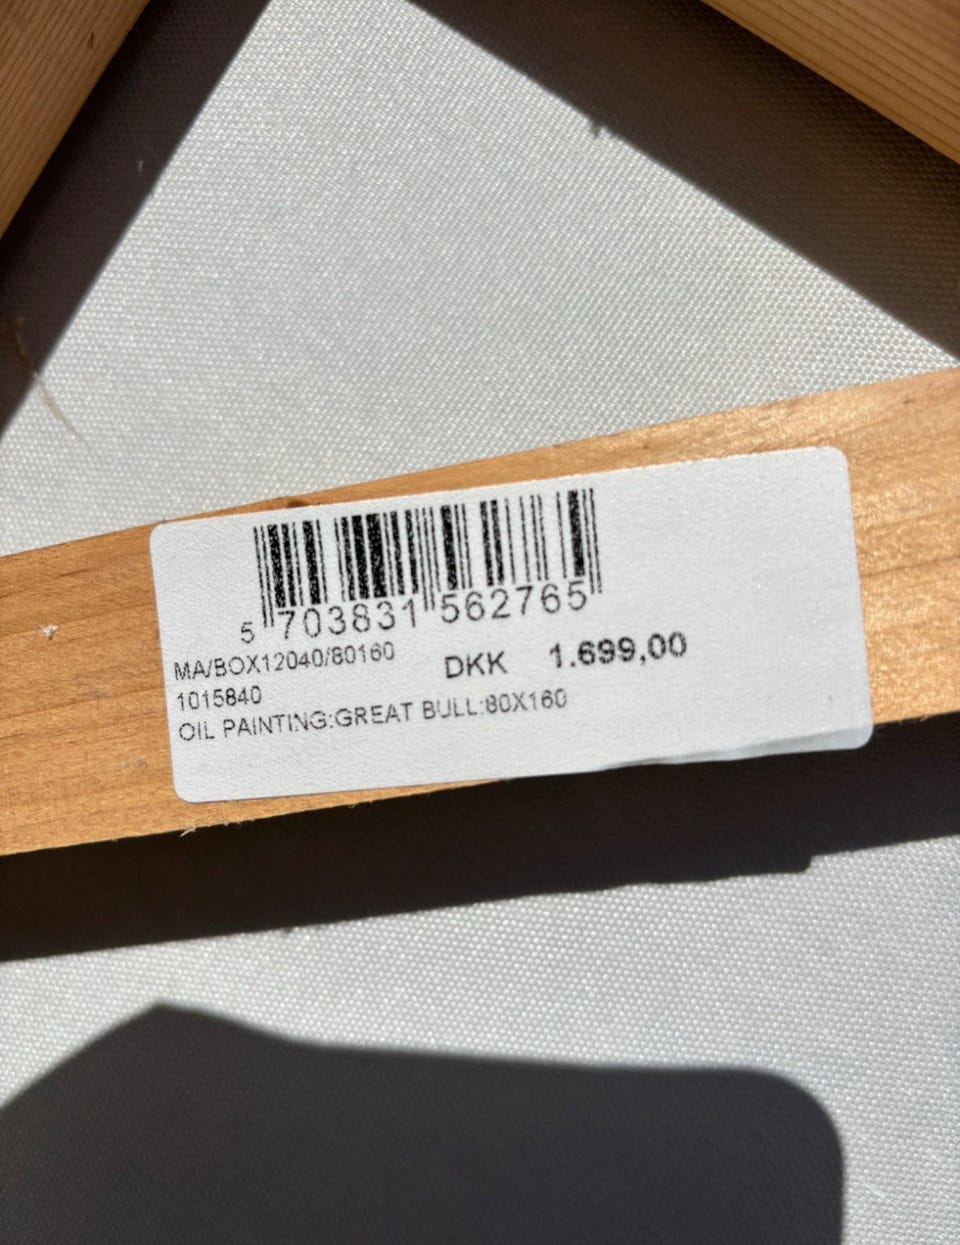 5 703831 562765
MA/BOX12040/80160
DKK 1.699,00
1015840
OIL PAINTING:GREAT BULL:80X160